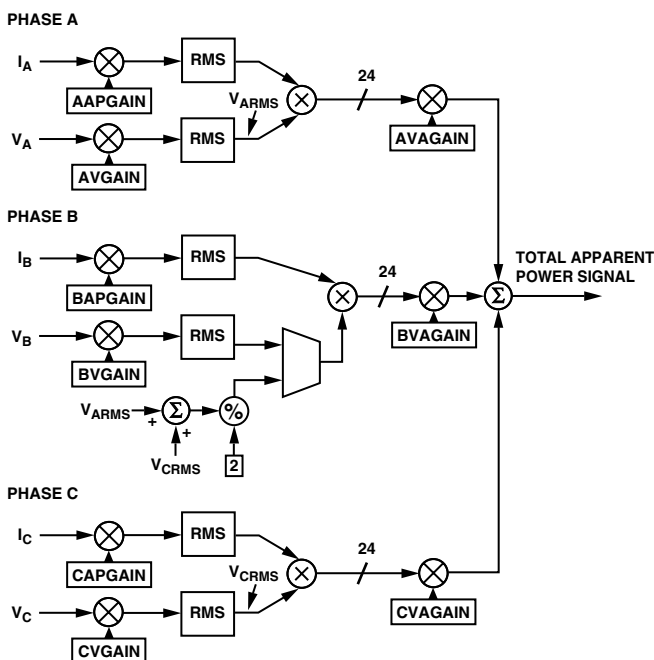 PHASE A
I_A
RMS
24
AAPGAIN
V_ARMS
V_A
RMS
AVAGAIN
AVGAIN
PHASE B
I_B
RMS
24
TOTAL APPARENT
POWER SIGNAL
BAPGAIN
Σ
V_B
RMS
BVAGAIN
BVGAIN
V_ARMS
+
Σ
+
%
V_CRMS
2
PHASE C
I_C
RMS
24
CAPGAIN
V_CRMS
V_C
RMS
CVAGAIN
CVGAIN